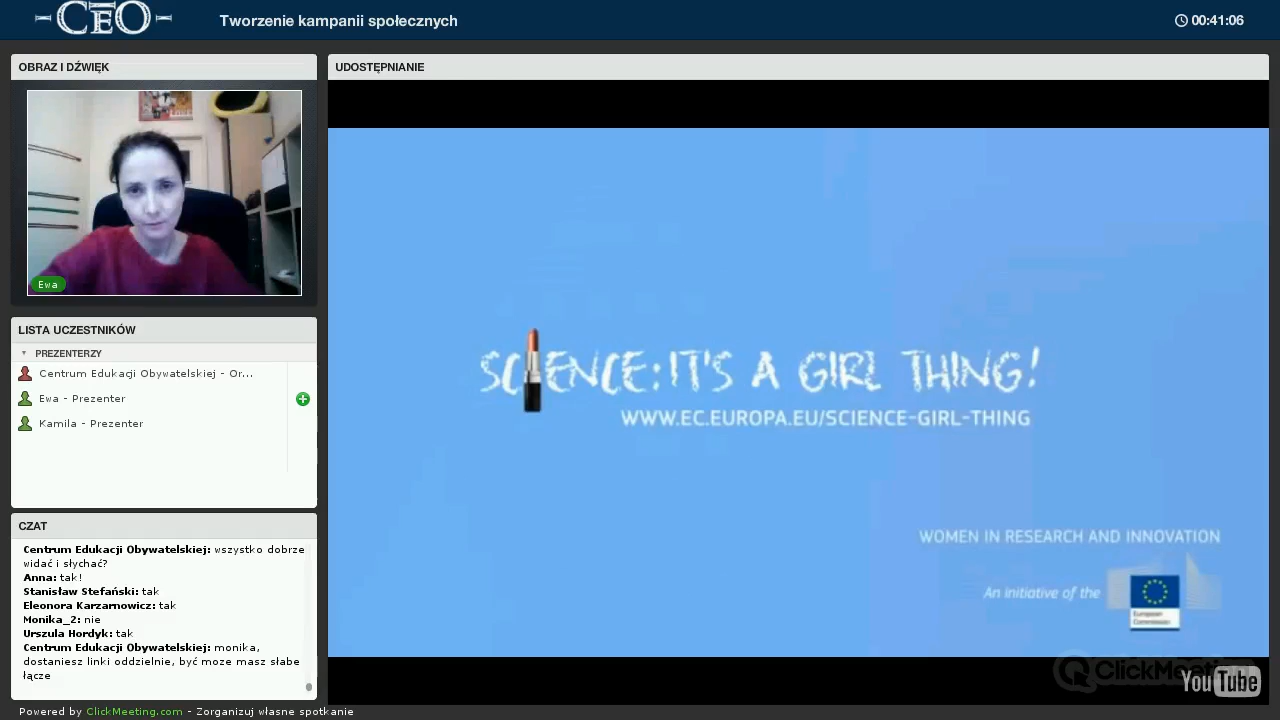 CEO
Tworzenie kampanii społecznych
00:41:06
OBRAZ I DŹWIĘK
Ewa
LISTA UCZESTNIKÓW
PREZENTERZY
Centrum Edukacji Obywatelskiej - Or...
Ewa - Prezenter
Kamila - Prezenter
CZAT
Centrum Edukacji Obywatelskiej: wszystko dobrze
widać i słychać?
Anna: tak!
Stanisław Stefański: tak
Eleonora Karzarnowicz: tak
Monika_2: nie
Urszula Hordyk: tak
Centrum Edukacji Obywatelskiej: monika,
dostaniesz linki oddzielnie, być moze masz słabe
łącze
Powered by ClickMeeting.com - Zorganizuj własne spotkanie
UDOSTĘPNIANIE
SCIENCE: IT'S A GIRL THING!
WWW.EC.EUROPA.EU/SCIENCE-GIRL-THING
WOMEN IN RESEARCH AND INNOVATION
An initiative of the
European
Commission
ClickMeeting
YouTube